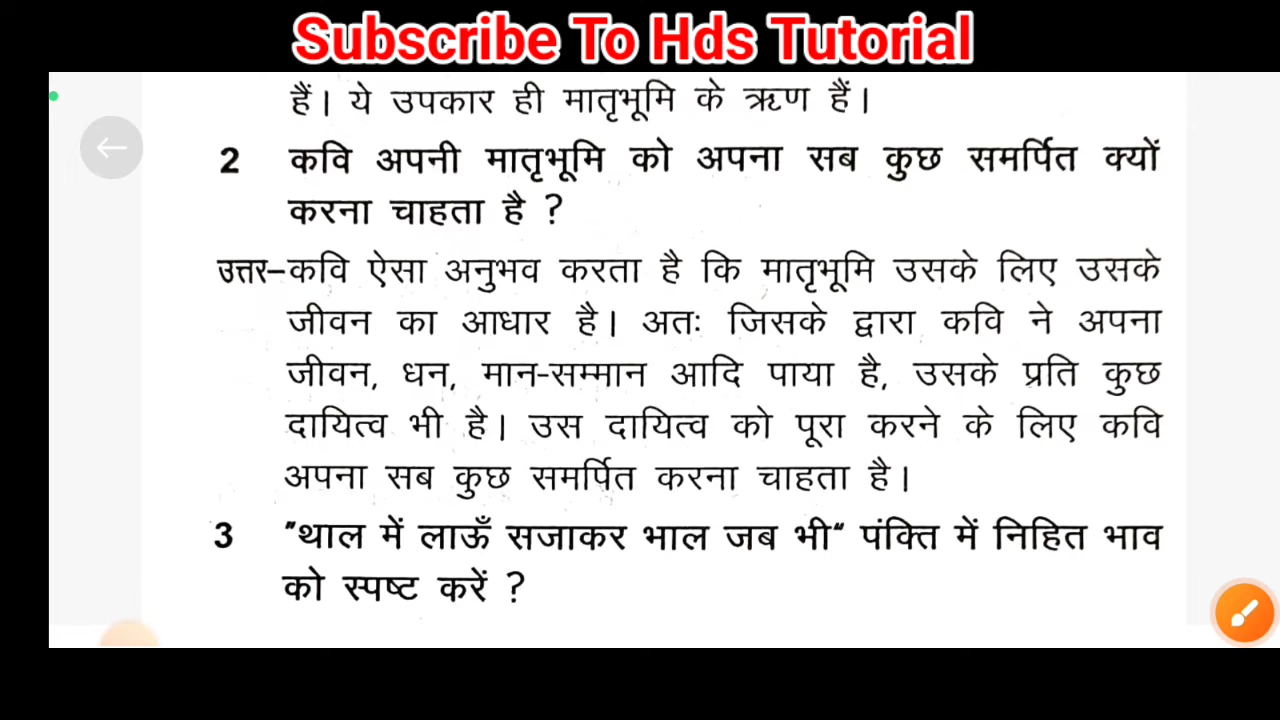 Subscribe To Hds Tutorial
हैं। ये उपकार ही मातृभूमि के ऋण हैं।
2 कवि अपनी मातृभूमि को अपना सब कुछ समर्पित क्यों
करना चाहता है ?
उत्तर–कवि ऐसा अनुभव करता है कि मातृभूमि उसके लिए उसके
जीवन का आधार है। अतः जिसके द्वारा कवि ने अपना
जीवन, धन, मान-सम्मान आदि पाया है, उसके प्रति कुछ
दायित्व भी है। उस दायित्व को पूरा करने के लिए कवि
अपना सब कुछ समर्पित करना चाहता है।
3 ”थाल में लाऊँ सजाकर भाल जब भी“ पंक्ति में निहित भाव
को स्पष्ट करें ?